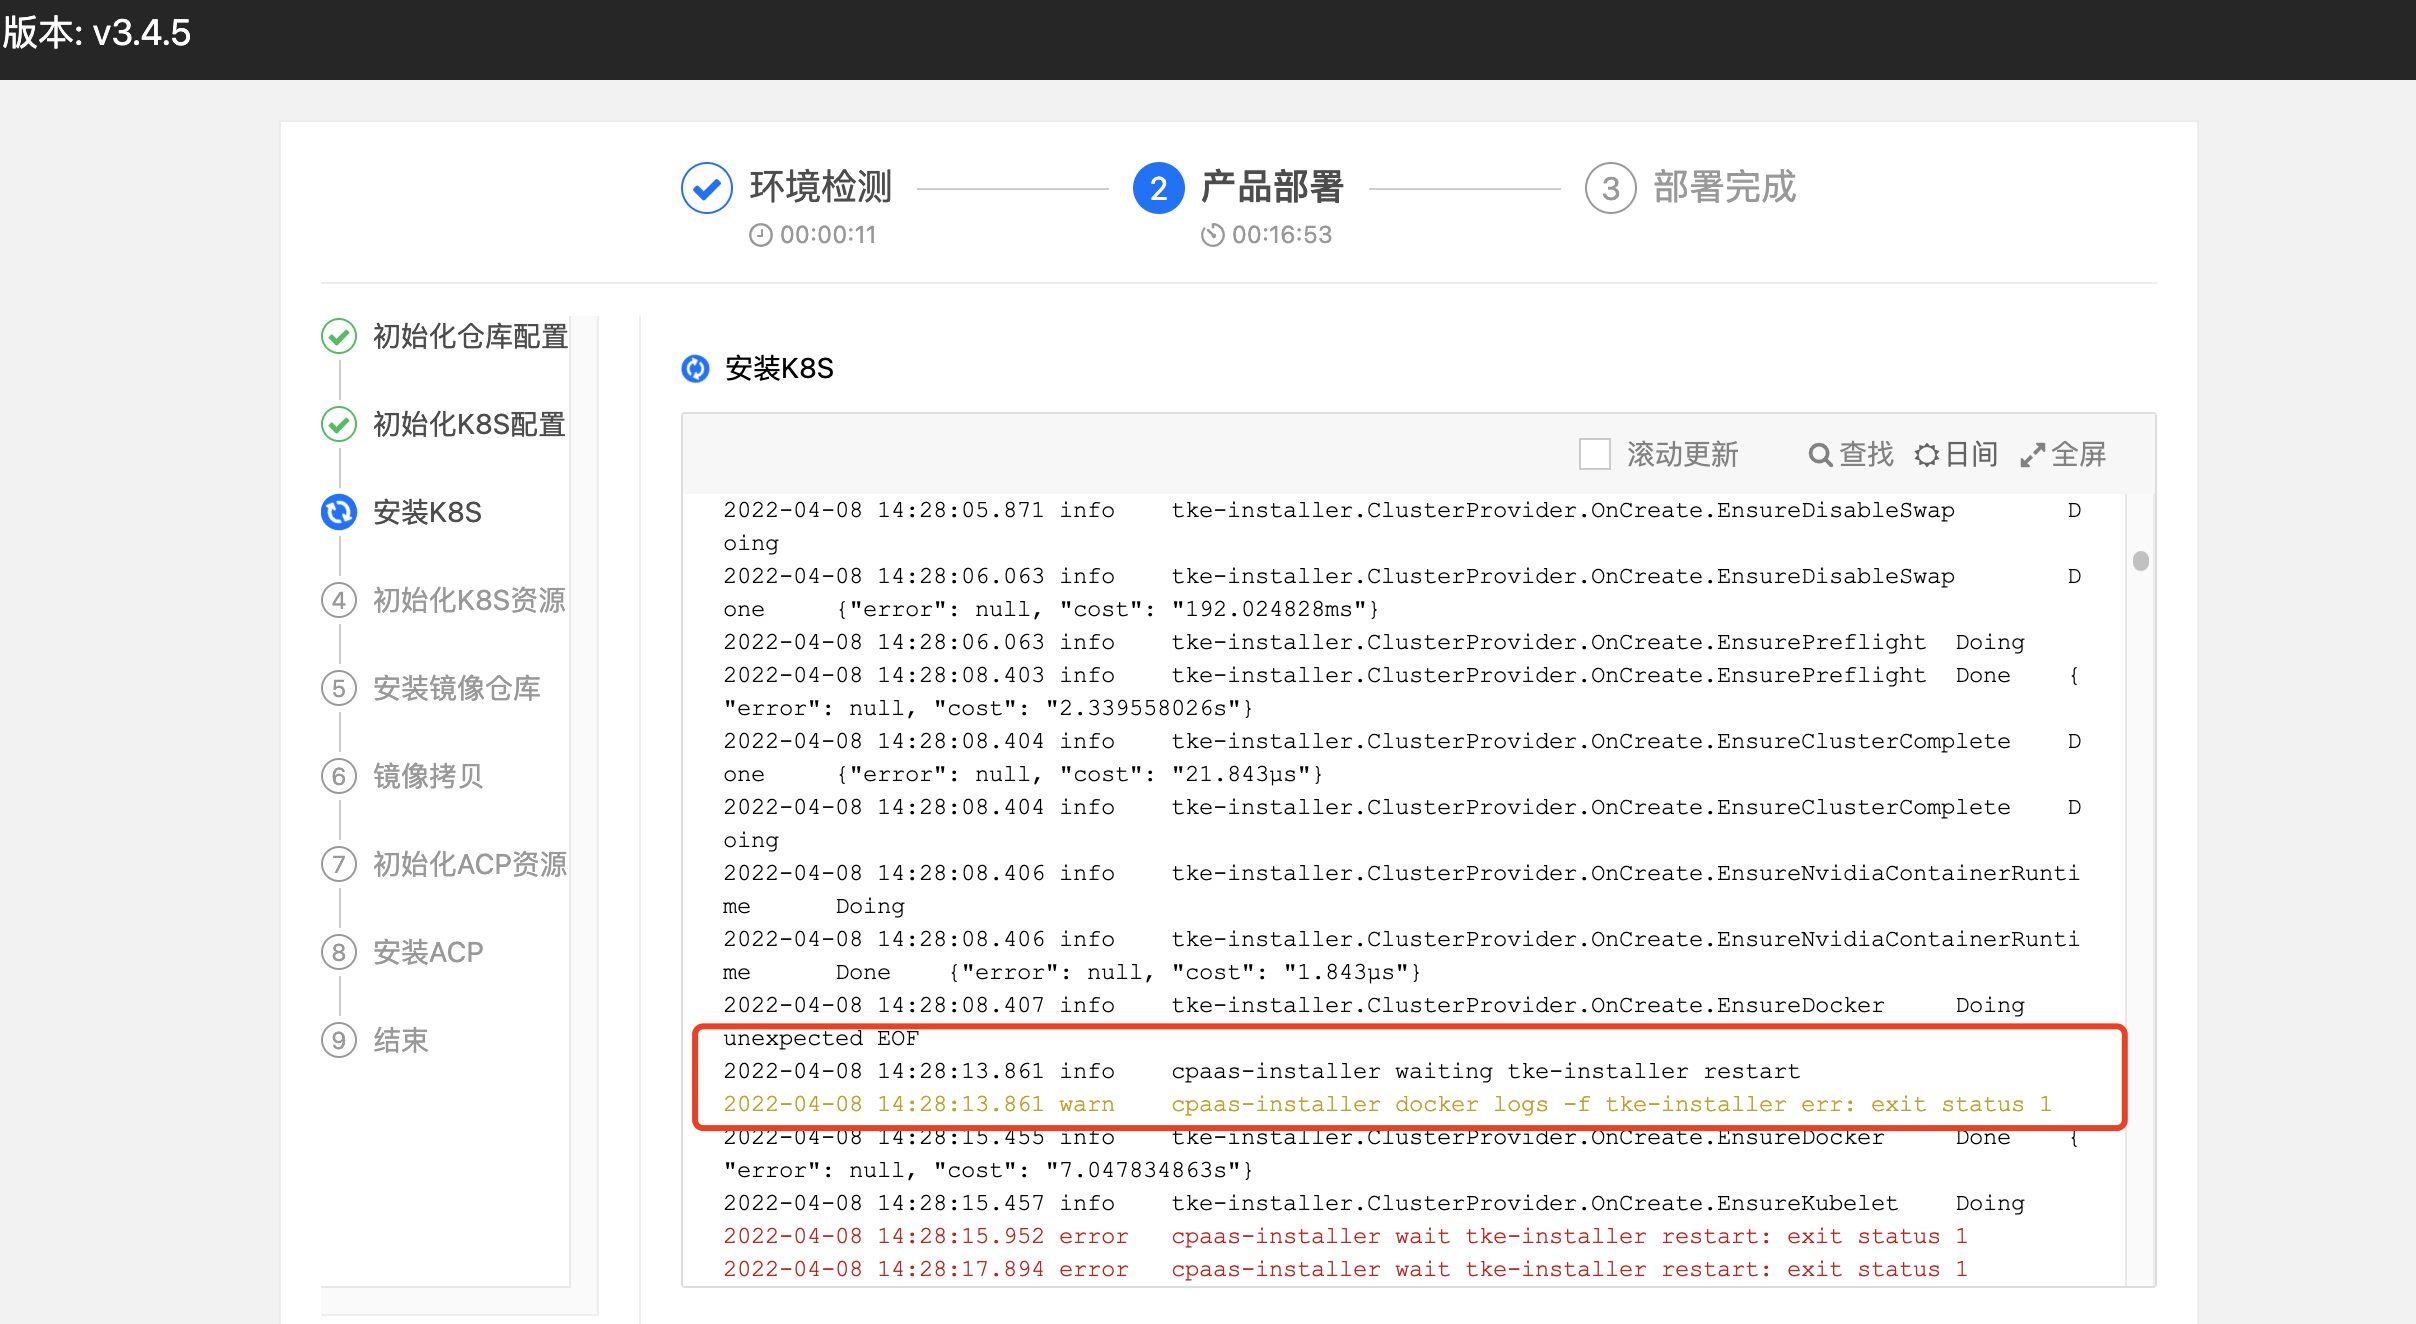 版本: v3.4.5
环境检测
00:00:11
2 产品部署
00:16:53
3 部署完成
初始化仓库配置
初始化K8S配置
安装K8S
4 初始化K8S资源
5 安装镜像仓库
6 镜像拷贝
7 初始化ACP资源
8 安装ACP
9 结束
安装K8S
滚动更新 查找 日间 全屏
2022-04-08 14:28:05.871 info tke-installer.ClusterProvider.OnCreate.EnsureDisableSwap D
oing
2022-04-08 14:28:06.063 info tke-installer.ClusterProvider.OnCreate.EnsureDisableSwap D
one {"error": null, "cost": "192.024828ms"}
2022-04-08 14:28:06.063 info tke-installer.ClusterProvider.OnCreate.EnsurePreflight Doing
2022-04-08 14:28:08.403 info tke-installer.ClusterProvider.OnCreate.EnsurePreflight Done {
"error": null, "cost": "2.339558026s"}
2022-04-08 14:28:08.404 info tke-installer.ClusterProvider.OnCreate.EnsureClusterComplete D
one {"error": null, "cost": "21.843µs"}
2022-04-08 14:28:08.404 info tke-installer.ClusterProvider.OnCreate.EnsureClusterComplete D
oing
2022-04-08 14:28:08.406 info tke-installer.ClusterProvider.OnCreate.EnsureNvidiaContainerRunti
me Doing
2022-04-08 14:28:08.406 info tke-installer.ClusterProvider.OnCreate.EnsureNvidiaContainerRunti
me Done {"error": null, "cost": "1.843µs"}
2022-04-08 14:28:08.407 info tke-installer.ClusterProvider.OnCreate.EnsureDocker Doing
unexpected EOF
2022-04-08 14:28:13.861 info cpaas-installer waiting tke-installer restart
2022-04-08 14:28:13.861 warn cpaas-installer docker logs -f tke-installer err: exit status 1
2022-04-08 14:28:15.455 info tke-installer.ClusterProvider.OnCreate.EnsureDocker Done {
"error": null, "cost": "7.047834863s"}
2022-04-08 14:28:15.457 info tke-installer.ClusterProvider.OnCreate.EnsureKubelet Doing
2022-04-08 14:28:15.952 error cpaas-installer wait tke-installer restart: exit status 1
2022-04-08 14:28:17.894 error cpaas-installer wait tke-installer restart: exit status 1